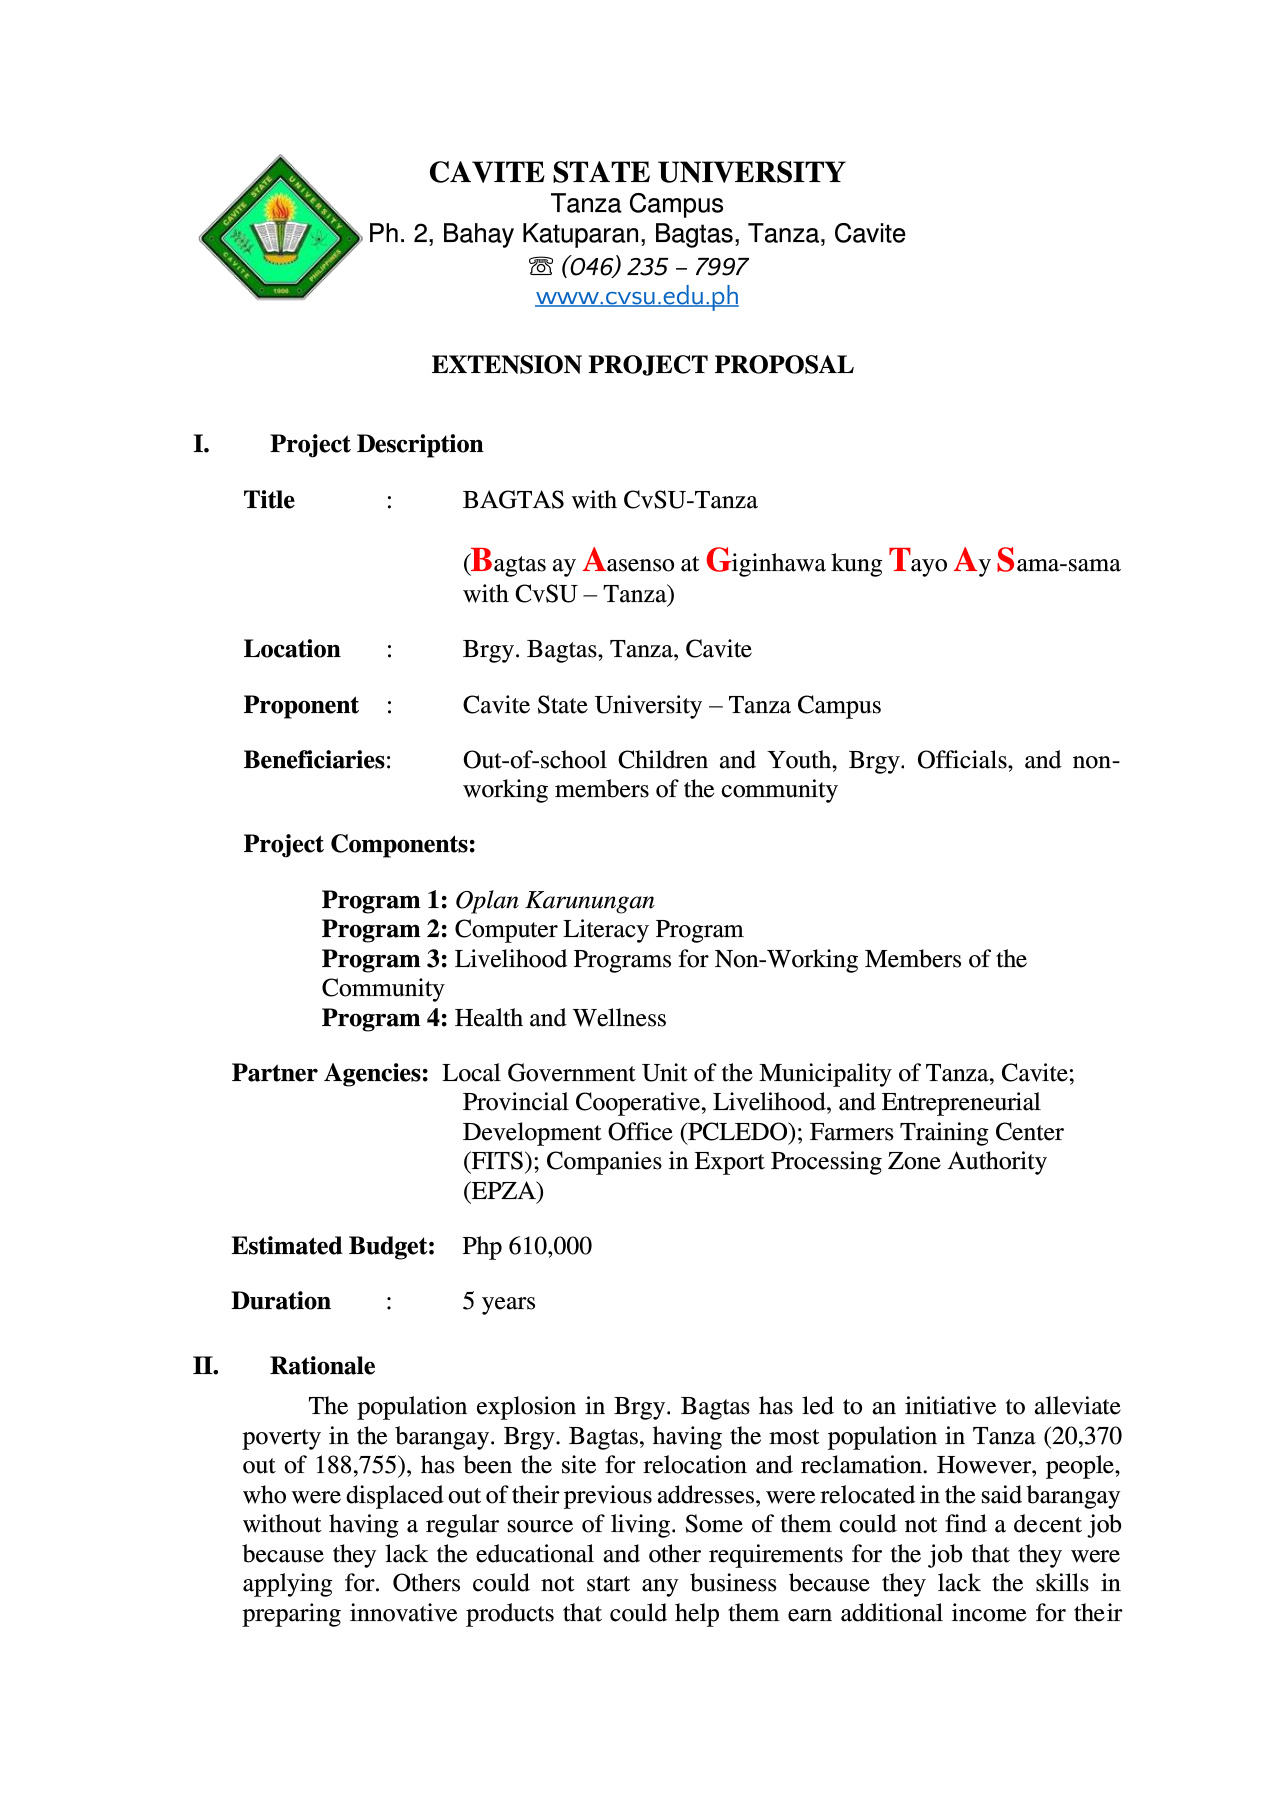 CAVITE STATE UNIVERSITY
Tanza Campus
Ph. 2, Bahay Katuparan, Bagtas, Tanza, Cavite
☏ (046) 235 – 7997
www.cvsu.edu.ph
CAVITE STATE UNIVERSITY
CAVITE PHILIPPINES
1906
EXTENSION PROJECT PROPOSAL
I. Project Description
Title : BAGTAS with CvSU-Tanza
(Bagtas ay Aasenso at Giginhawa kung Tayo Ay Sama-sama
with CvSU – Tanza)
Location : Brgy. Bagtas, Tanza, Cavite
Proponent : Cavite State University – Tanza Campus
Beneficiaries: Out-of-school Children and Youth, Brgy. Officials, and non-
working members of the community
Project Components:
Program 1: Oplan Karunungan
Program 2: Computer Literacy Program
Program 3: Livelihood Programs for Non-Working Members of the
Community
Program 4: Health and Wellness
Partner Agencies: Local Government Unit of the Municipality of Tanza, Cavite;
Provincial Cooperative, Livelihood, and Entrepreneurial
Development Office (PCLEDO); Farmers Training Center
(FITS); Companies in Export Processing Zone Authority
(EPZA)
Estimated Budget: Php 610,000
Duration : 5 years
II. Rationale
The population explosion in Brgy. Bagtas has led to an initiative to alleviate
poverty in the barangay. Brgy. Bagtas, having the most population in Tanza (20,370
out of 188,755), has been the site for relocation and reclamation. However, people,
who were displaced out of their previous addresses, were relocated in the said barangay
without having a regular source of living. Some of them could not find a decent job
because they lack the educational and other requirements for the job that they were
applying for. Others could not start any business because they lack the skills in
preparing innovative products that could help them earn additional income for their